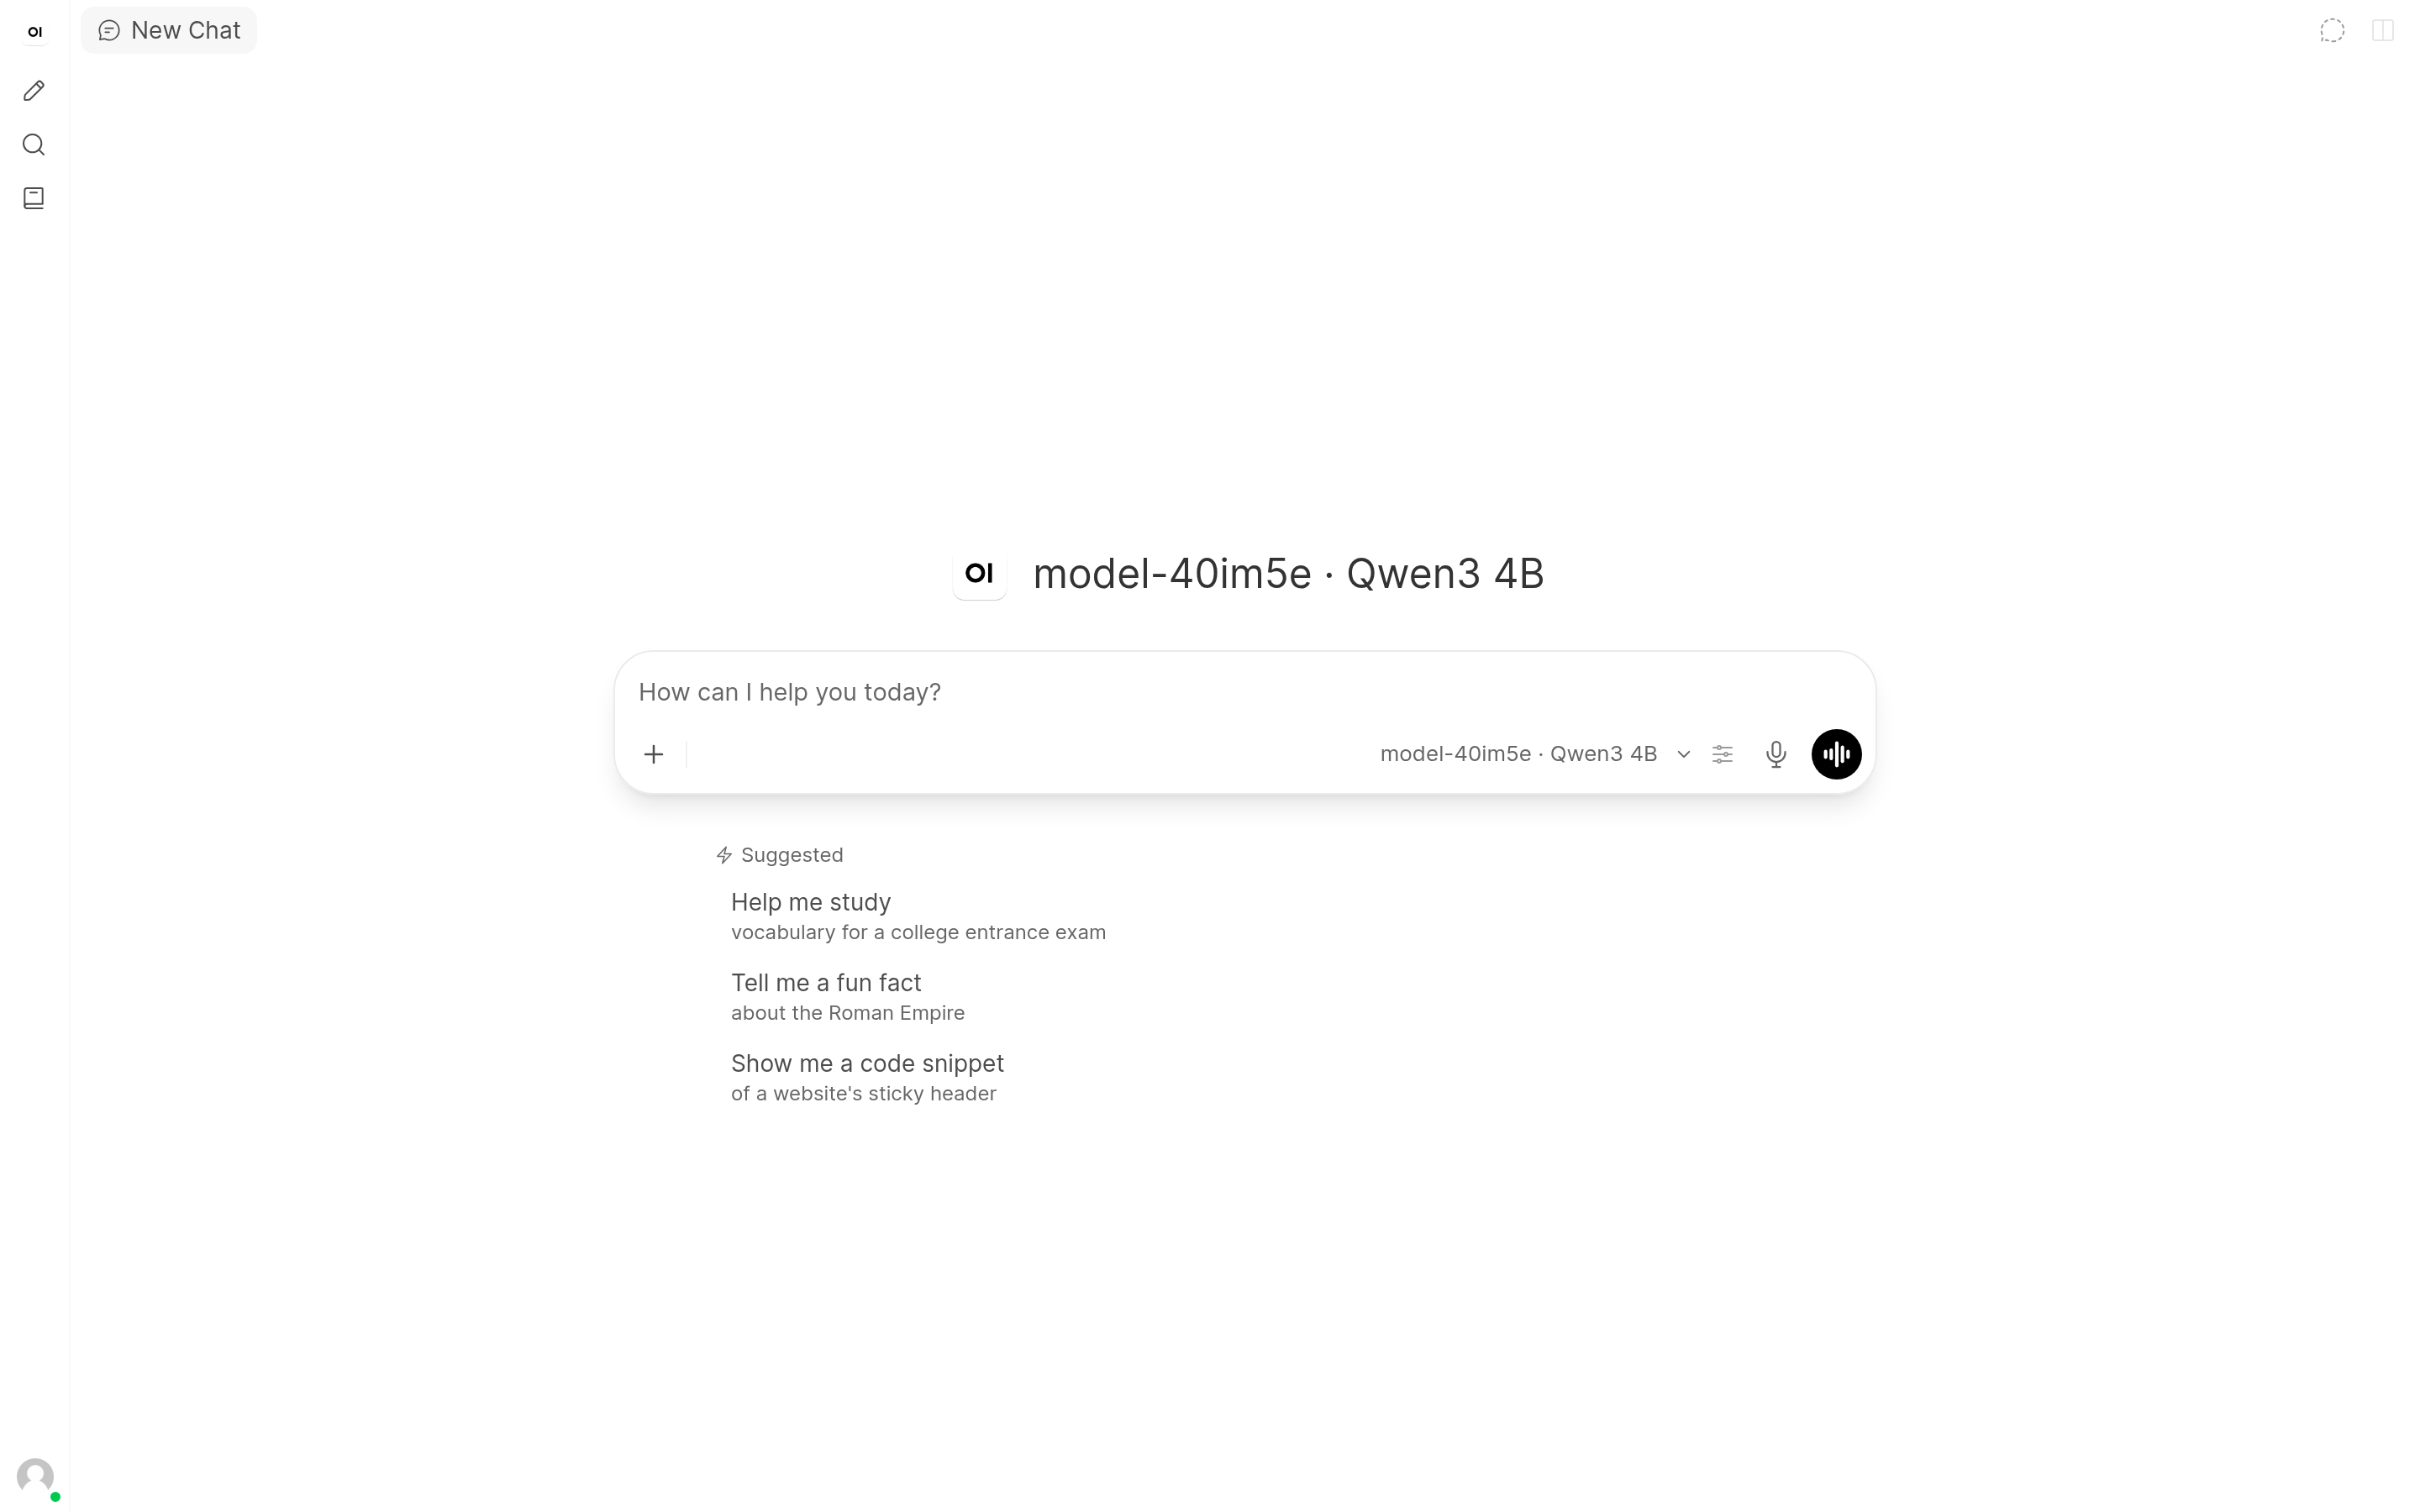 OI
New Chat
OI
model-40im5e · Qwen3 4B
How can I help you today?
model-40im5e · Qwen3 4B
Suggested
Help me study
vocabulary for a college entrance exam
Tell me a fun fact
about the Roman Empire
Show me a code snippet
of a website's sticky header